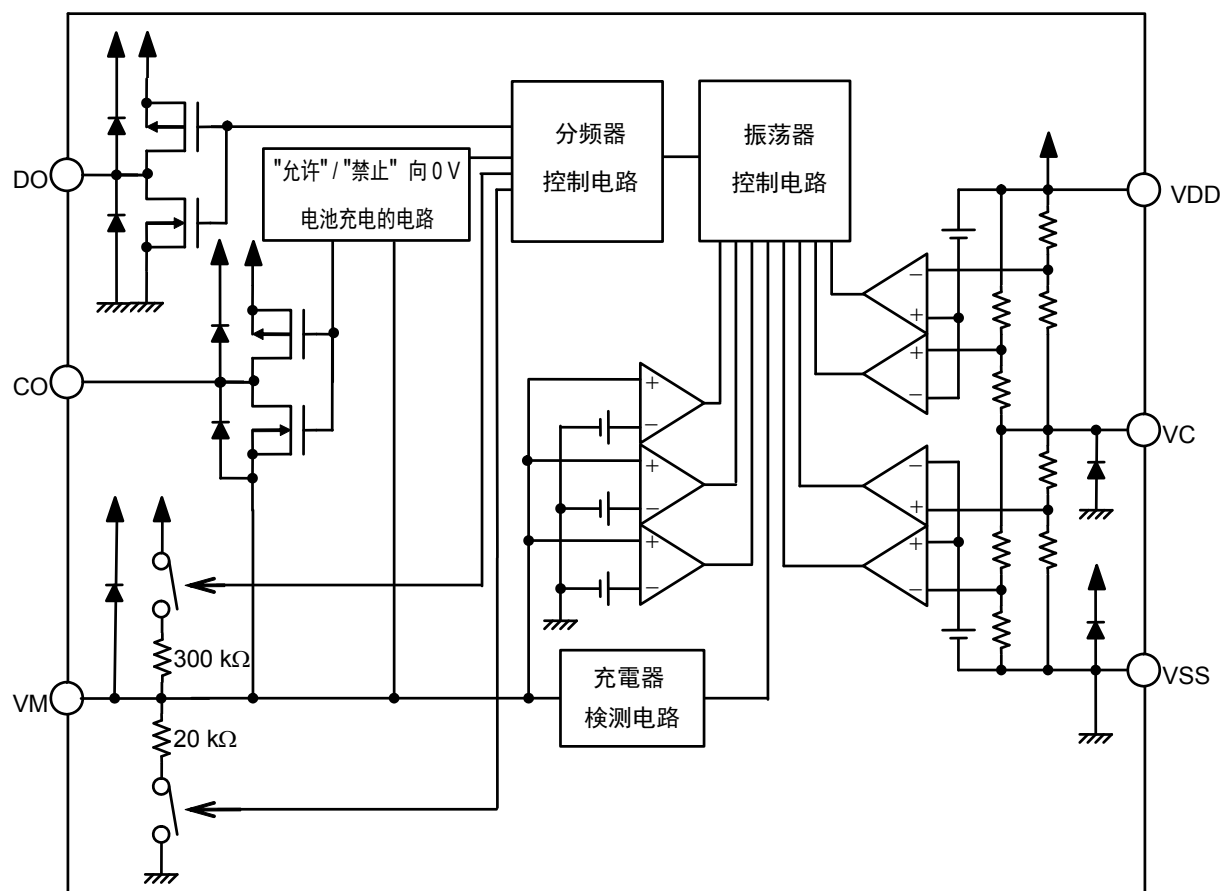 分频器
控制电路
振荡器
控制电路
"允许" / "禁止" 向 0 V
电池充电的电路
DO
VDD
−
+
+
−
CO
+
−
+
−
+
−
VC
−
+
+
−
300 kΩ
VM
20 kΩ
充電器
検测电路
VSS